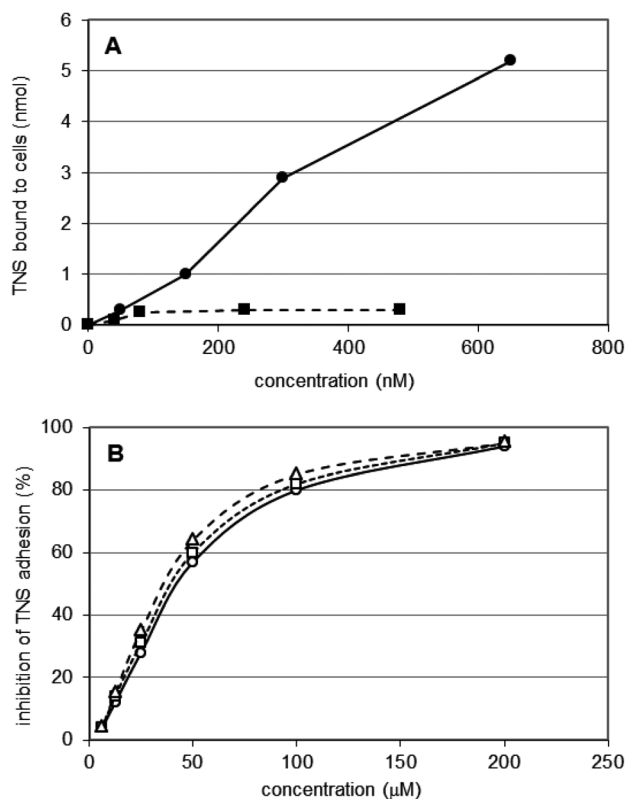 A
TNS bound to cells (nmol)
6
5
4
3
2
1
0
0 200 400 600 800
concentration (nM)
B
inhibition of TNS adhesion (%)
100
80
60
40
20
0
0 50 100 150 200 250
concentration (μM)